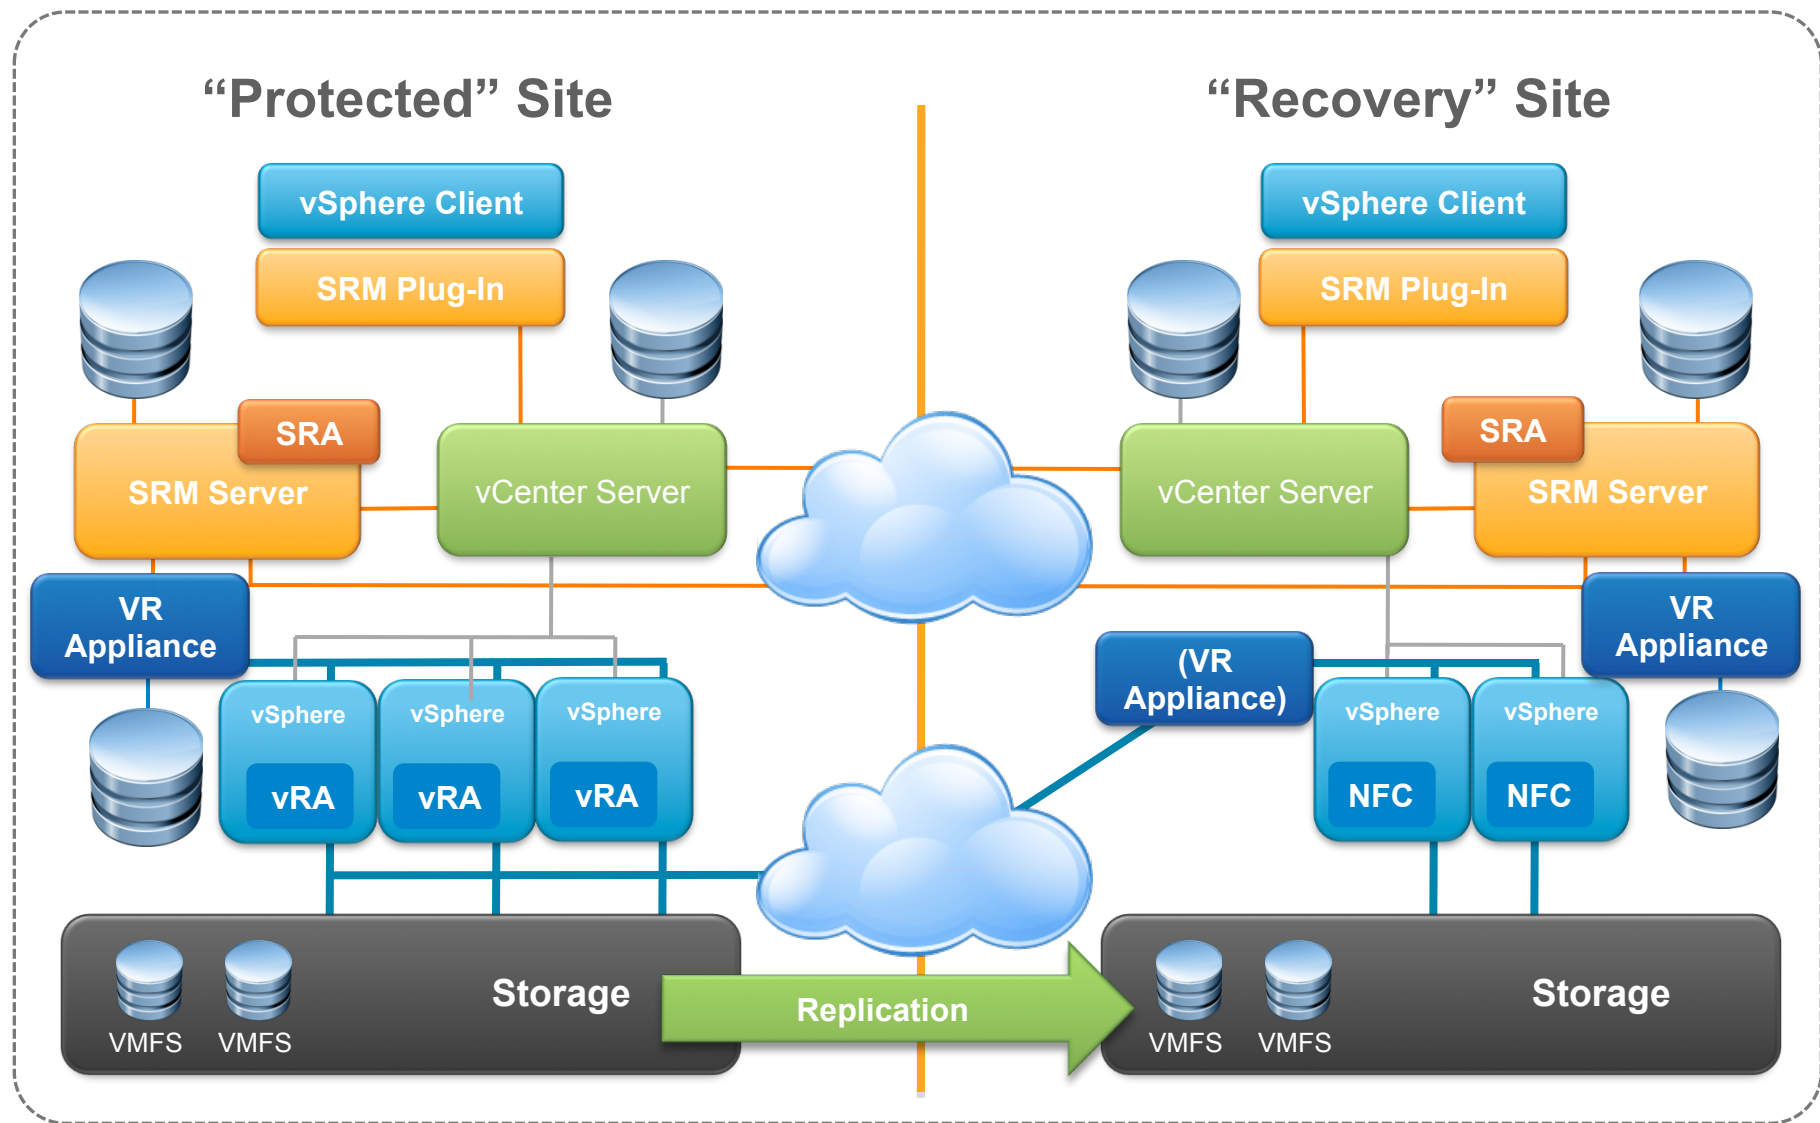 “Protected” Site
“Recovery” Site
vSphere Client
SRM Plug-In
SRA
SRM Server
vCenter Server
VR
Appliance
vSphere
vRA
vSphere
vRA
vSphere
vRA
Storage
VMFS
VMFS
Replication
vSphere Client
SRM Plug-In
vCenter Server
SRA
SRM Server
VR
Appliance
(VR
Appliance)
vSphere
NFC
vSphere
NFC
Storage
VMFS
VMFS